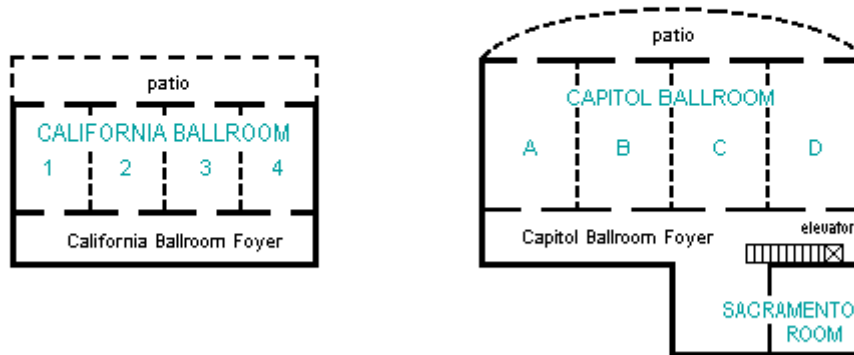 patio
CALIFORNIA BALLROOM
1 2 3 4
California Ballroom Foyer
patio
CAPITOL BALLROOM
A B C D
Capitol Ballroom Foyer
elevator
SACRAMENTO
ROOM